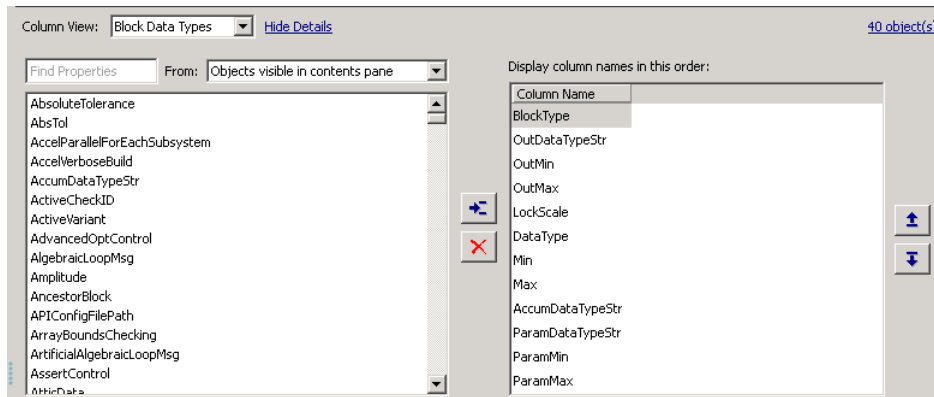 Column View: Block Data Types Hide Details 40 object(s)
Find Properties From: Objects visible in contents pane
AbsoluteTolerance
AbsTol
AccelParallelForEachSubsystem
AccelVerboseBuild
AccumDataTypeStr
ActiveCheckID
ActiveVariant
AdvancedOptControl
AlgebraicLoopMsg
Amplitude
AncestorBlock
APIConfigFilePath
ArrayBoundsChecking
ArtificialAlgebraicLoopMsg
AssertControl
AtticData
Display column names in this order:
Column Name
BlockType
OutDataTypeStr
OutMin
OutMax
LockScale
DataType
Min
Max
AccumDataTypeStr
ParamDataTypeStr
ParamMin
ParamMax